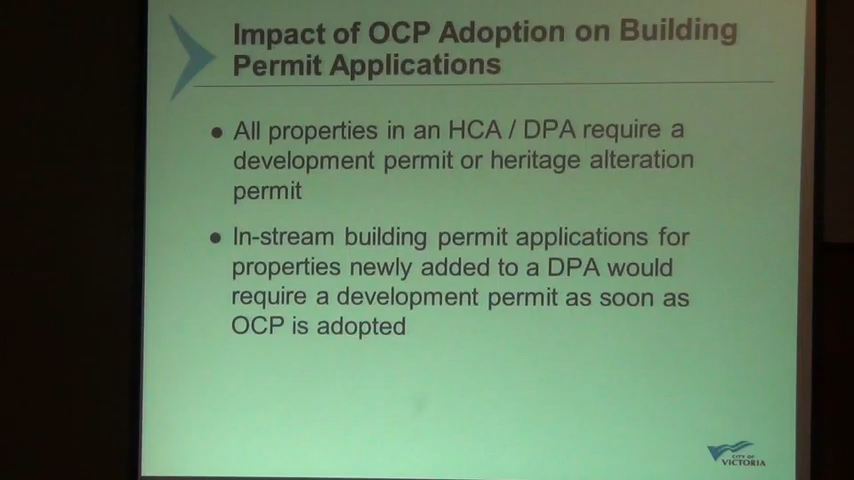 Impact of OCP Adoption on Building
Permit Applications
● All properties in an HCA / DPA require a
development permit or heritage alteration
permit
● In-stream building permit applications for
properties newly added to a DPA would
require a development permit as soon as
OCP is adopted
CITY OF
VICTORIA